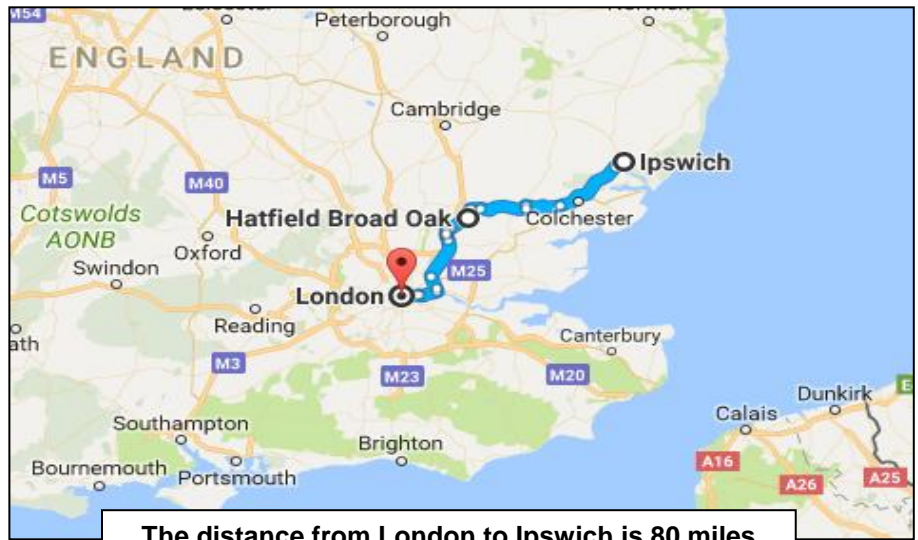 M54
Peterborough
ENGLAND
Cambridge
Ipswich
M5
M40
Hatfield Broad Oak
Colchester
Cotswolds
AONB
Oxford
M25
Swindon
London
Reading
Canterbury
ath
M3
M23
M20
E
Dunkirk
Calais
Southampton
Brighton
A16
Bournemouth
Portsmouth
A26
A25
The distance from London to Ipswich is 80 miles